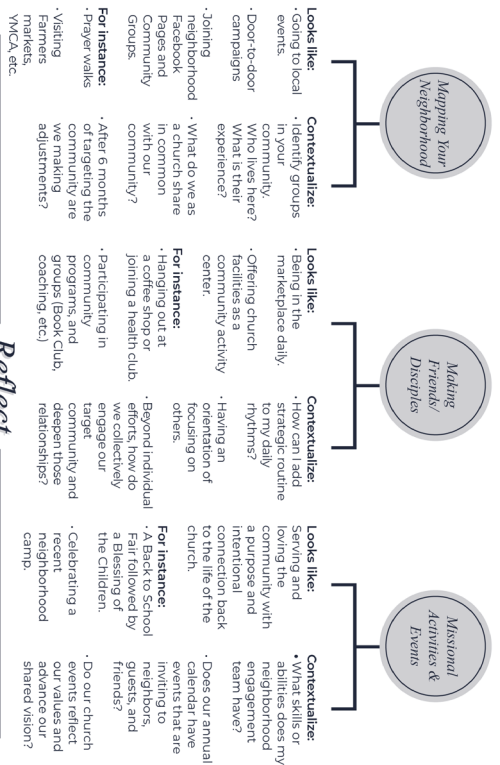 Mapping Your
Neighborhood
Looks like:
· Going to local
events.
· Door-to-door
campaigns
· Joining
neighborhood
Facebook
Pages and
Community
Groups.
For instance:
· Prayer walks
· Visiting
Farmers
markets,
YMCA, etc.
Contextualize:
· Identify groups
in your
community.
Who lives here?
What is their
experience?
· What do we as
a church share
in common
with our
community?
· After 6 months
of targeting the
community are
we making
adjustments?
Making
Friends/
Disciples
Looks like:
· Being in the
marketplace daily.
· Offering church
facilities as a
community activity
center.
For instance:
· Hanging out at
a coffee shop or
joining a health club.
· Participating in
community
programs, and
groups (Book Club,
coaching, etc.)
Contextualize:
· How can I add
strategic routine
to my daily
rhythms?
· Having an
orientation of
focusing on
others.
· Beyond individual
efforts, how do
we collectively
engage our
target
community and
deepen those
relationships?
Missional
Activities &
Events
Looks like:
Serving and
loving the
community with
a purpose and
intentional
connection back
to the life of the
church.
For instance:
· A Back to School
Fair followed by
a Blessing of
the Children.
· Celebrating a
recent
neighborhood
camp.
Contextualize:
• What skills or
abilities does my
neighborhood
engagement
team have?
· Does our annual
calendar have
events that are
inviting to
neighbors,
guests, and
friends?
· Do our church
events reflect
our values and
advance our
shared vision?
Reflect